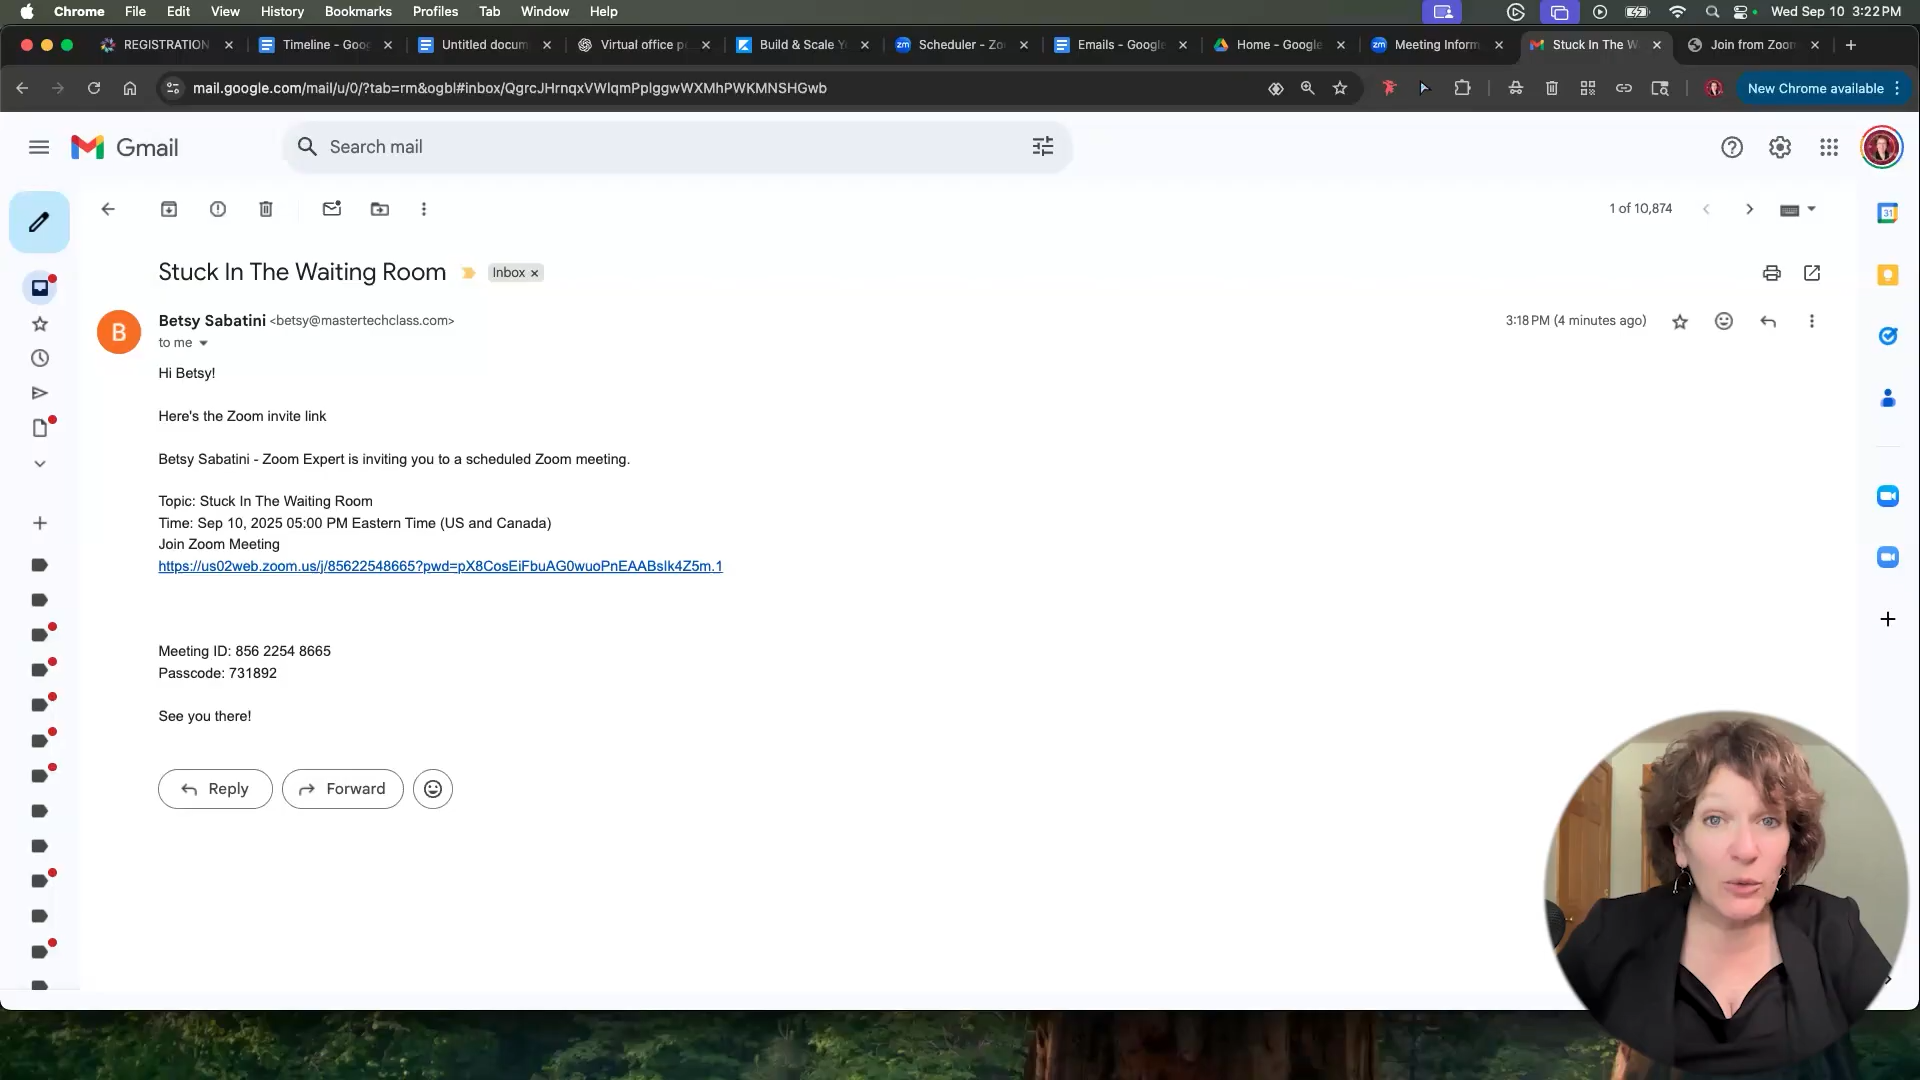 Chrome File Edit View History Bookmarks Profiles Tab Window Help Wed Sep 10 3:22 PM
REGISTRATION Timeline - Goo Untitled docum Virtual office p Build & Scale Y Scheduler - Zo Emails - Google Home - Google Meeting Inform Stuck In The W Join from Zoor
mail.google.com/mail/u/0/?tab=rm&ogbl#inbox/QgrcJHrnqxVWlqmPplggwWXMhPWKMNSHGwb New Chrome available
Gmail Search mail
1 of 10,874
31
Stuck In The Waiting Room Inbox
B
Betsy Sabatini <betsy@mastertechclass.com> 3:18 PM (4 minutes ago)
to me
Hi Betsy!
Here's the Zoom invite link
Betsy Sabatini - Zoom Expert is inviting you to a scheduled Zoom meeting.
Topic: Stuck In The Waiting Room
Time: Sep 10, 2025 05:00 PM Eastern Time (US and Canada)
Join Zoom Meeting
https://us02web.zoom.us/j/85622548665?pwd=pX8CosEiFbuAG0wuoPnEAABslk4Z5m.1
Meeting ID: 856 2254 8665
Passcode: 731892
See you there!
Reply Forward